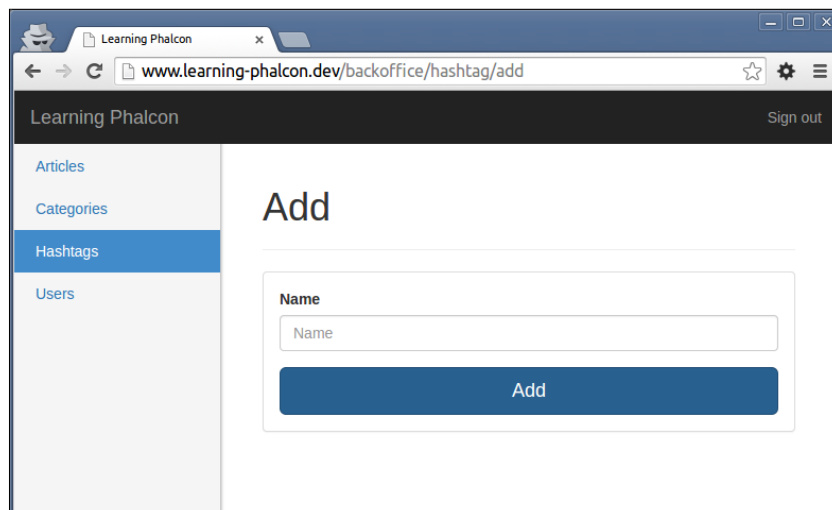 Learning Phalcon
www.learning-phalcon.dev/backoffice/hashtag/add
Learning Phalcon
Sign out
Articles
Categories
Hashtags
Users
Add
Name
Name
Add